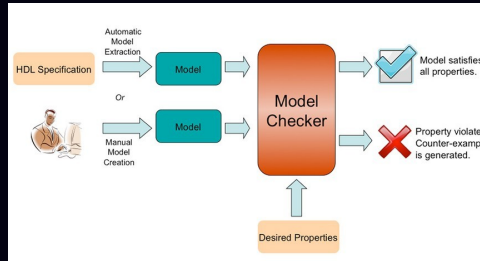 Automatic
Model
Extraction
HDL Specification
Model
Model satisfies
all properties.
Or
Model
Checker
Manual
Model
Creation
Model
Property violate
Counter-examp
is generated.
Desired Properties